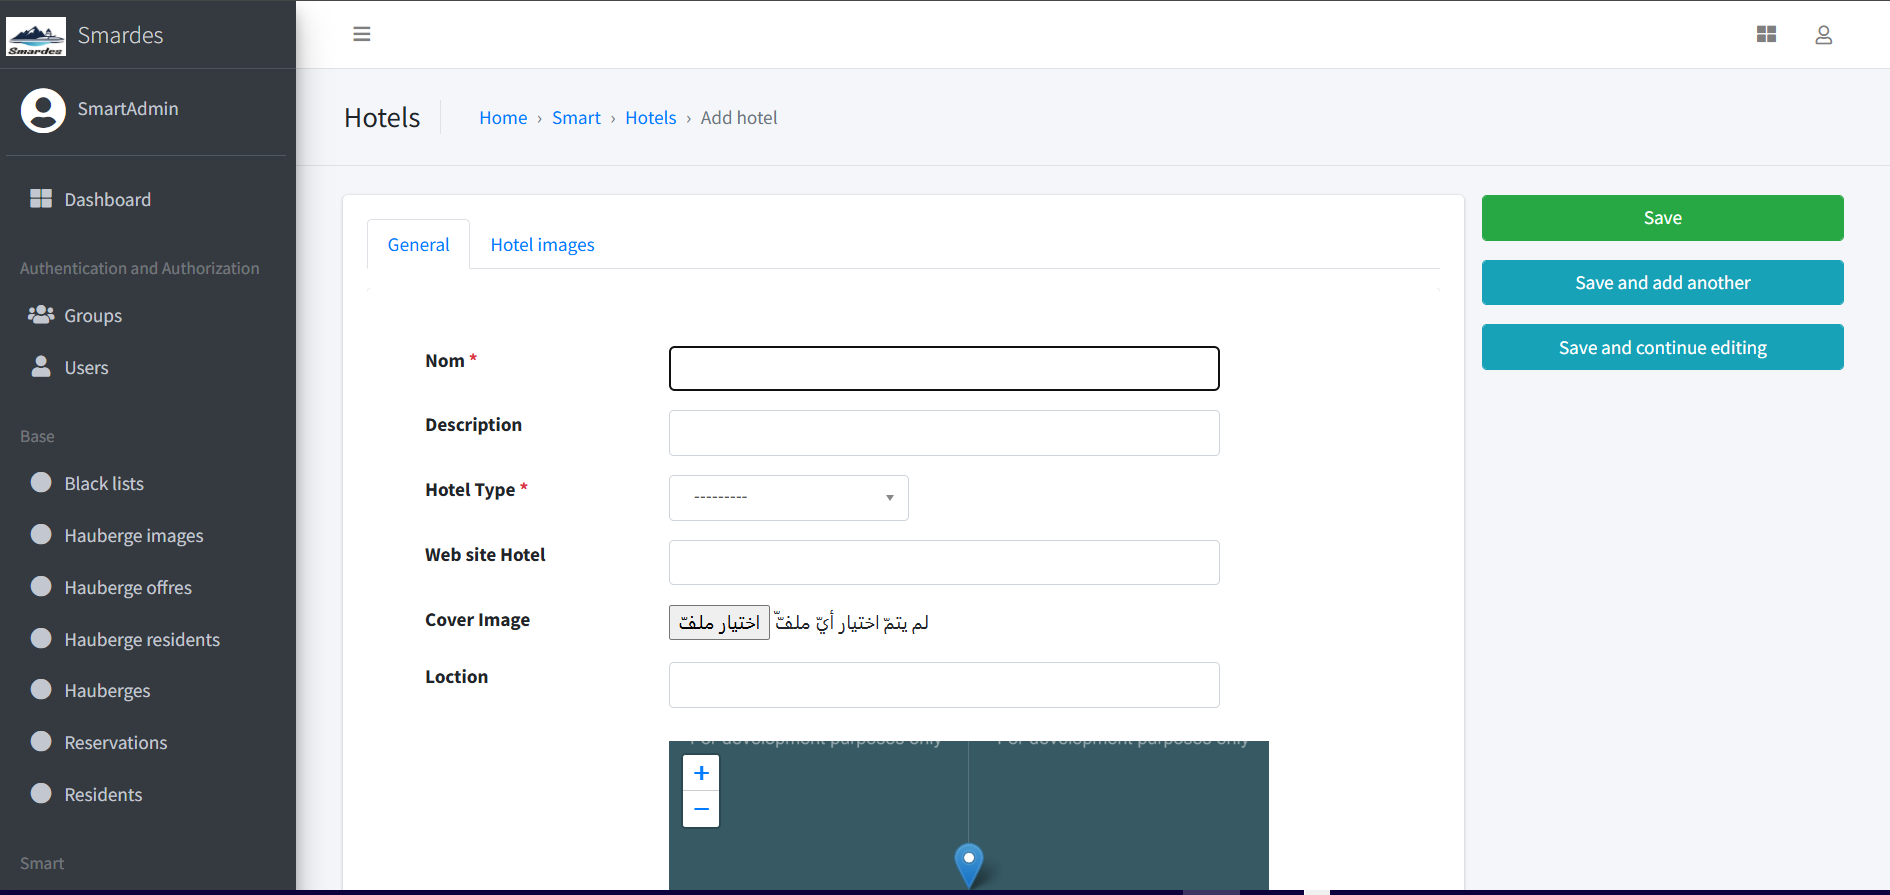 Smardes
Smardes
SmartAdmin
Dashboard
Authentication and Authorization
Groups
Users
Base
Black lists
Hauberge images
Hauberge offres
Hauberge residents
Hauberges
Reservations
Residents
Smart
Hotels
Home › Smart › Hotels › Add hotel
General
Hotel images
Nom *
Description
Hotel Type *
---------
Web site Hotel
Cover Image
اختيار ملفّ لم يتمّ اختيار أيّ ملفّ
Loction
For development purposes only
For development purposes only
+
−
Save
Save and add another
Save and continue editing